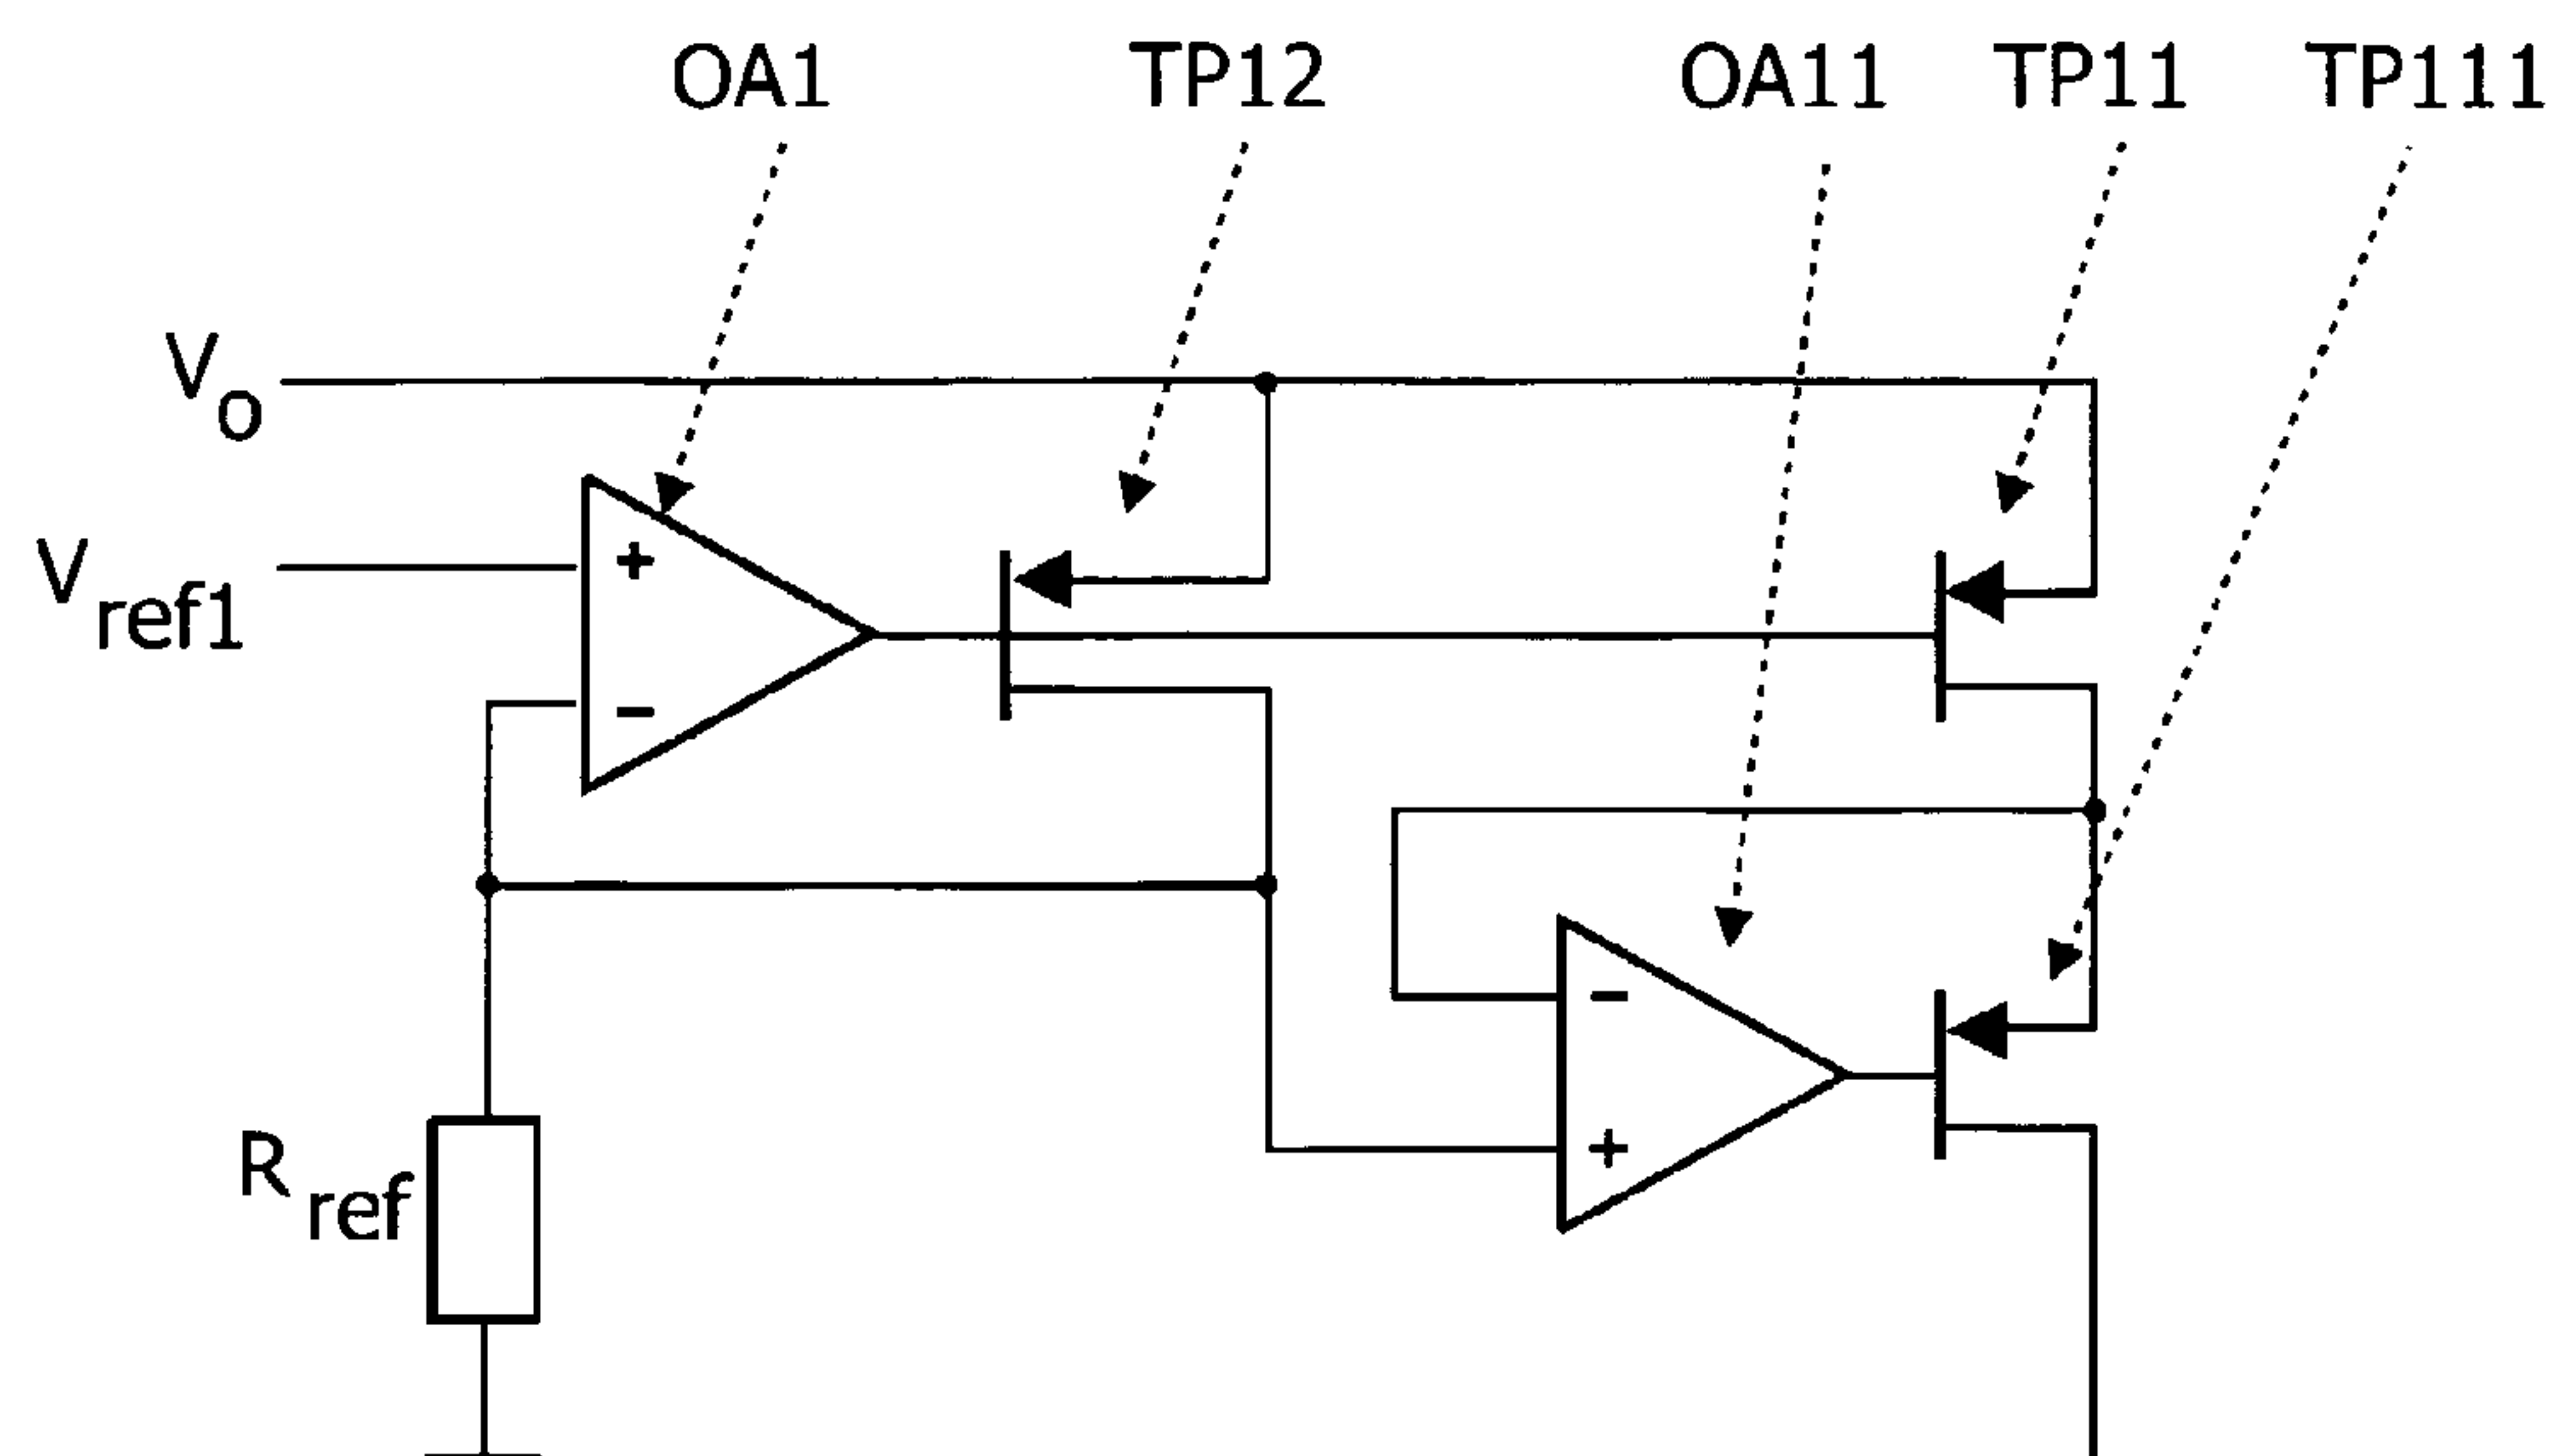 OA1 TP12 OA11 TP11 TP111
Vo
Vref1
+
−
−
+
Rref